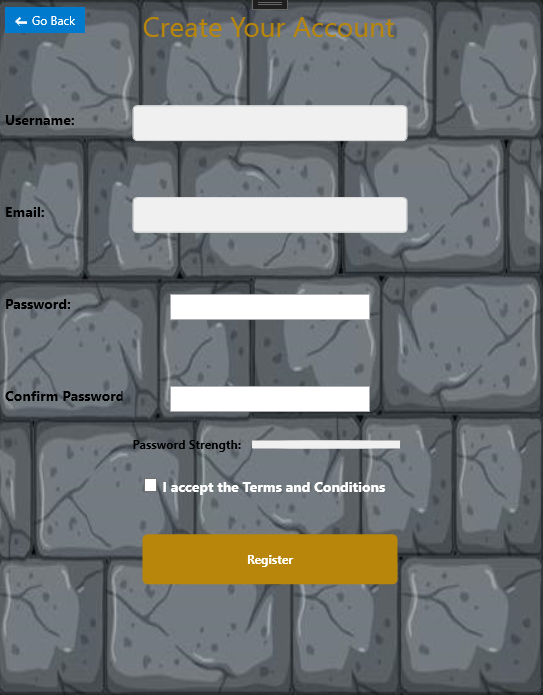 ← Go Back
Create Your Account
Username:
Email:
Password:
Confirm Password
Password Strength:
I accept the Terms and Conditions
Register